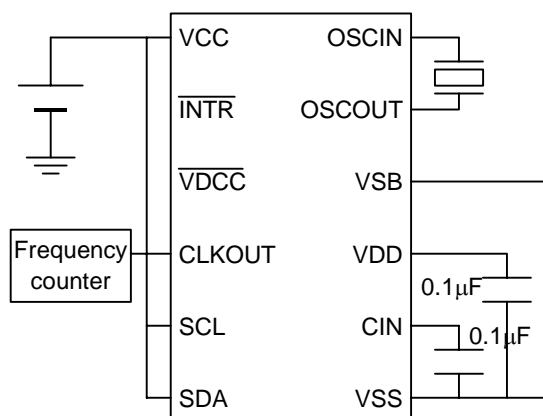 VCC
OSCIN
INTR
OSCOUT
VDCC
VSB
Frequency
counter
CLKOUT
VDD
0.1µF
SCL
CIN
0.1µF
SDA
VSS